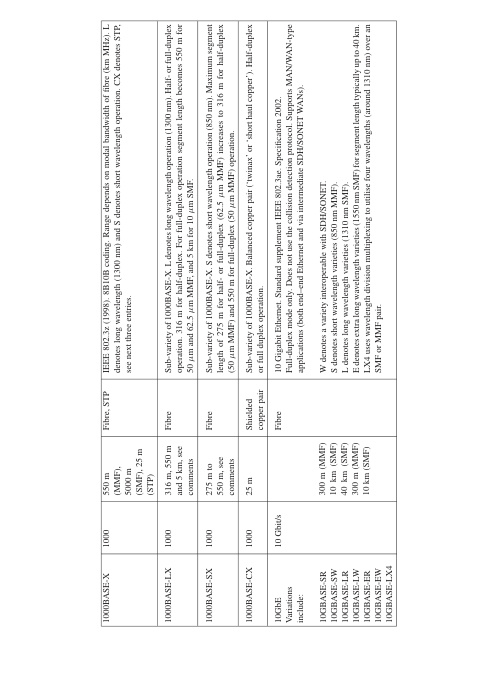 1000BASE-X
1000
550 m
(MMF),
5000 m
(SMF), 25 m
(STP)
Fibre, STP
IEEE 802.3z (1998). 8B10B coding. Range depends on modal bandwidth of fibre (km MHz). L
denotes long wavelength (1300 nm) and S denotes short wavelength operation. CX denotes STP,
see next three entries.
1000BASE-LX
1000
316 m, 550 m
and 5 km, see
comments
Fibre
Sub-variety of 1000BASE-X. L denotes long wavelength operation (1300 nm). Half- or full-duplex
operation. 316 m for half-duplex. For full-duplex operation segment length becomes 550 m for
50 μm and 62.5 μm MMF, and 5 km for 10 μm SMF.
1000BASE-SX
1000
275 m to
550 m, see
comments
Fibre
Sub-variety of 1000BASE-X. S denotes short wavelength operation (850 nm). Maximum segment
length of 275 m for half- or full-duplex (62.5 μm MMF) increases to 316 m for half-duplex
(50 μm MMF) and 550 m for full-duplex (50 μm MMF) operation.
1000BASE-CX
1000
25 m
Shielded
copper pair
Sub-variety of 1000BASE-X. Balanced copper pair ('twinax' or 'short haul copper'). Half-duplex
or full duplex operation.
10GbE
Variations
include:
10GBASE-SR
10GBASE-SW
10GBASE-LR
10GBASE-LW
10GBASE-ER
10GBASE-EW
10GBASE-LX4
10 Gbit/s
300 m (MMF)
10 km (SMF)
40 km (SMF)
300 m (MMF)
10 km (SMF)
Fibre
10 Gigabit Ethernet. Standard supplement IEEE 802.3ae. Specification 2002.
Full-duplex mode only. Does not use the collision detection protocol. Supports MAN/WAN-type
applications (both end–end Ethernet and via intermediate SDH/SONET WANs).
W denotes a variety interoperable with SDH/SONET.
S denotes short wavelength varieties (850 nm MMF).
L denotes long wavelength varieties (1310 nm SMF).
E denotes extra long wavelength varieties (1550 nm SMF) for segment length typically up to 40 km.
LX4 uses wavelength division multiplexing to utilise four wavelengths (around 1310 nm) over an
SMF or MMF pair.